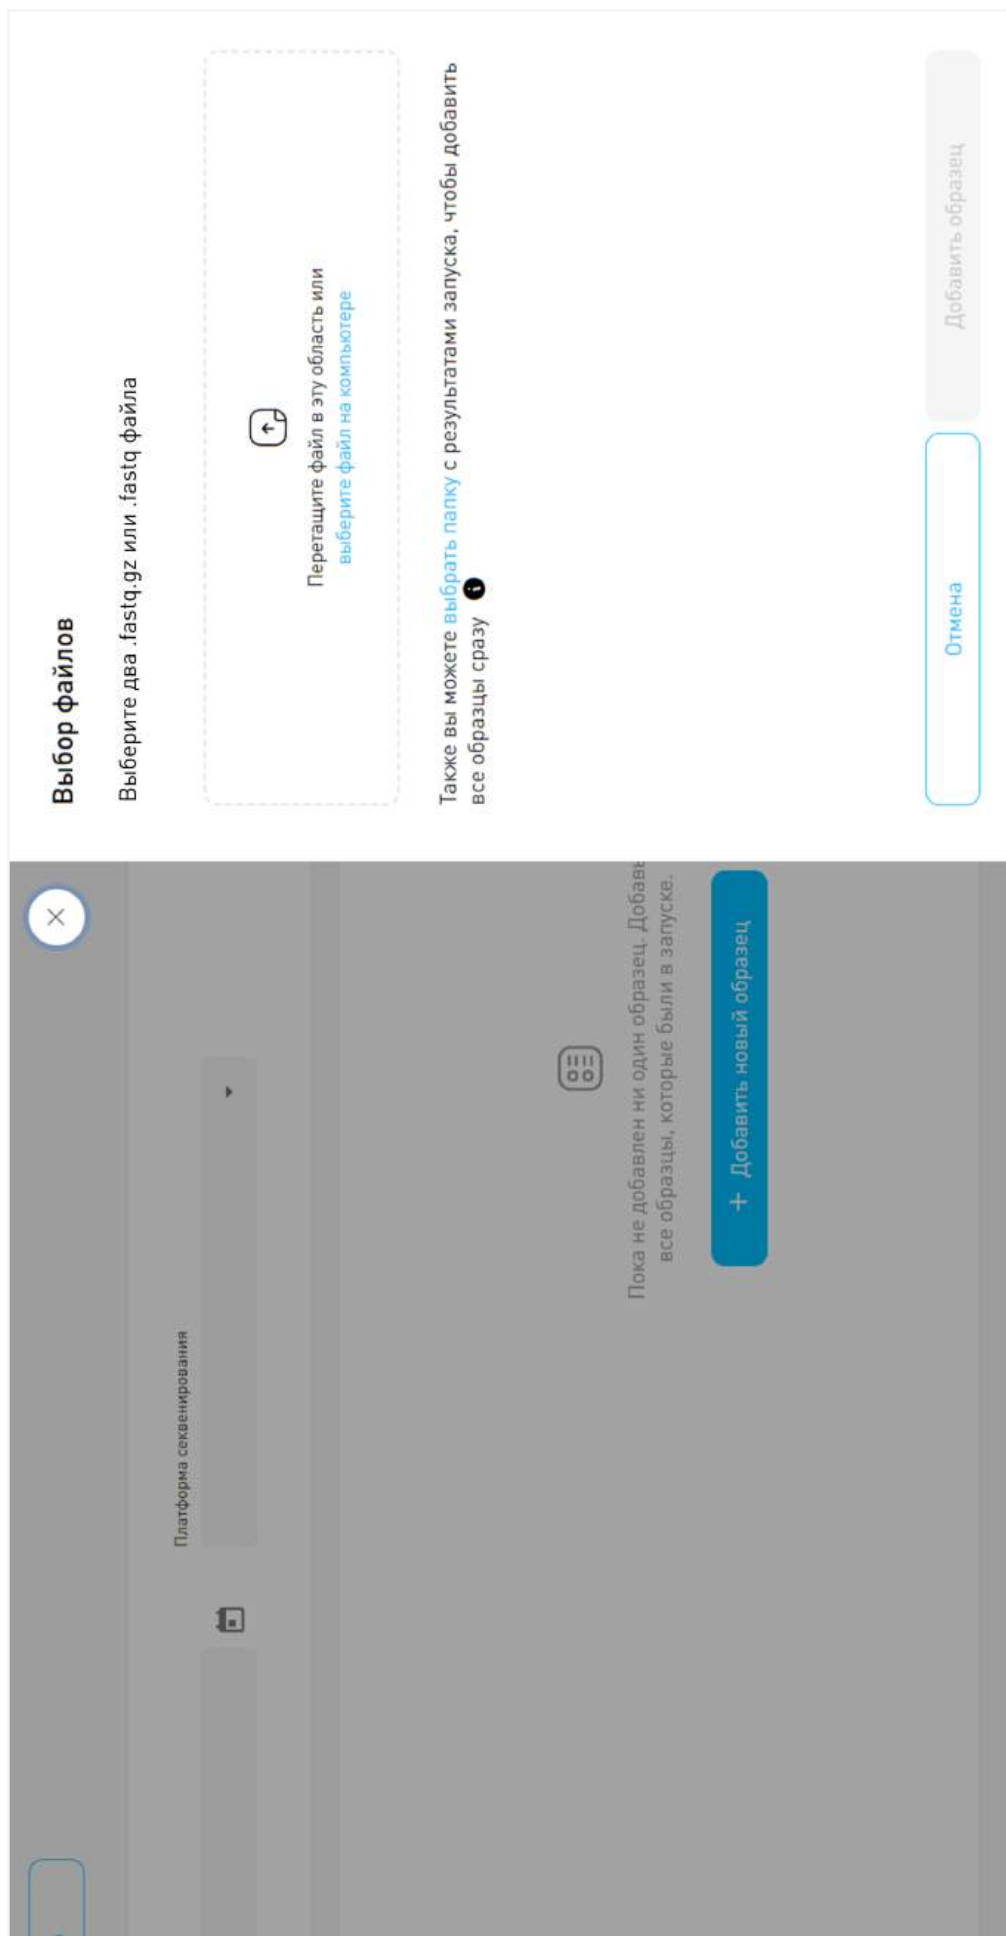 Платформа секвенирования
Пока не добавлен ни один образец. Добавь
все образцы, которые были в запуске.
+ Добавить новый образец
Выбор файлов
Выберите два .fastq.gz или .fastq файла
Перетащите файл в эту область или
выберите файл на компьютере
Также вы можете выбрать папку с результатами запуска, чтобы добавить
все образцы сразу
Отмена
Добавить образец